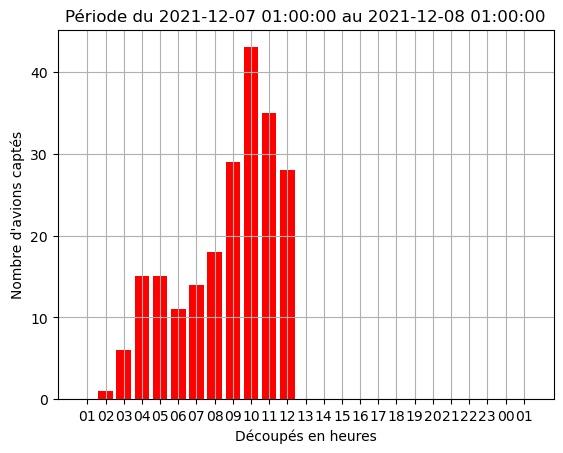 Période du 2021-12-07 01:00:00 au 2021-12-08 01:00:00
Nombre d'avions captés
40
30
20
10
0
01 02 03 04 05 06 07 08 09 10 11 12 13 14 15 16 17 18 19 20 21 22 23 00 01
Découpés en heures